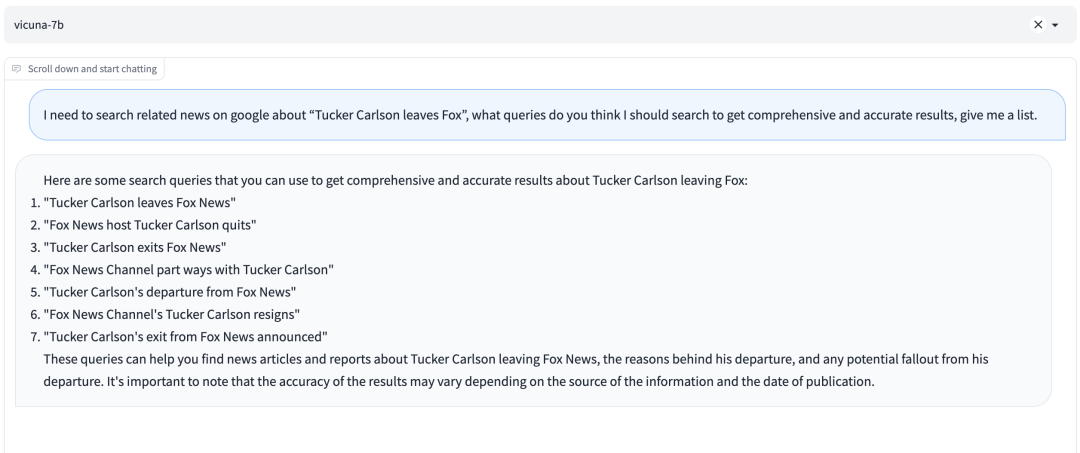 vicuna-7b
Scroll down and start chatting
I need to search related news on google about “Tucker Carlson leaves Fox”, what queries do you think I should search to get comprehensive and accurate results, give me a list.
Here are some search queries that you can use to get comprehensive and accurate results about Tucker Carlson leaving Fox:
1. "Tucker Carlson leaves Fox News"
2. "Fox News host Tucker Carlson quits"
3. "Tucker Carlson exits Fox News"
4. "Fox News Channel part ways with Tucker Carlson"
5. "Tucker Carlson's departure from Fox News"
6. "Fox News Channel's Tucker Carlson resigns"
7. "Tucker Carlson's exit from Fox News announced"
These queries can help you find news articles and reports about Tucker Carlson leaving Fox News, the reasons behind his departure, and any potential fallout from his
departure. It's important to note that the accuracy of the results may vary depending on the source of the information and the date of publication.